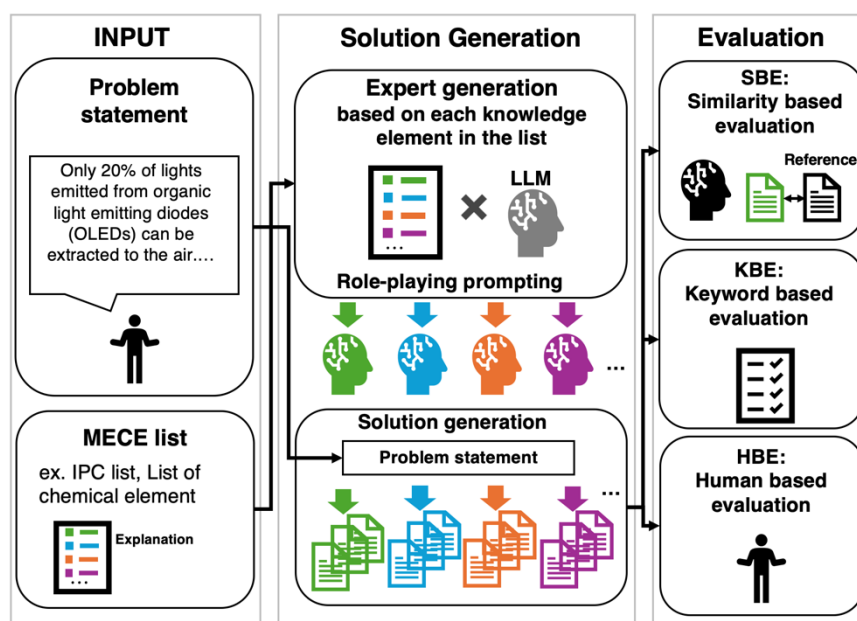 INPUT
Problem
statement
Only 20% of lights
emitted from organic
light emitting diodes
(OLEDs) can be
extracted to the air.…
MECE list
ex. IPC list, List of
chemical element
Explanation
...
Solution Generation
Expert generation
based on each knowledge
element in the list
LLM
...
Role-playing prompting
...
Solution generation
Problem statement
...
Evaluation
SBE:
Similarity based
evaluation
Reference
KBE:
Keyword based
evaluation
HBE:
Human based
evaluation